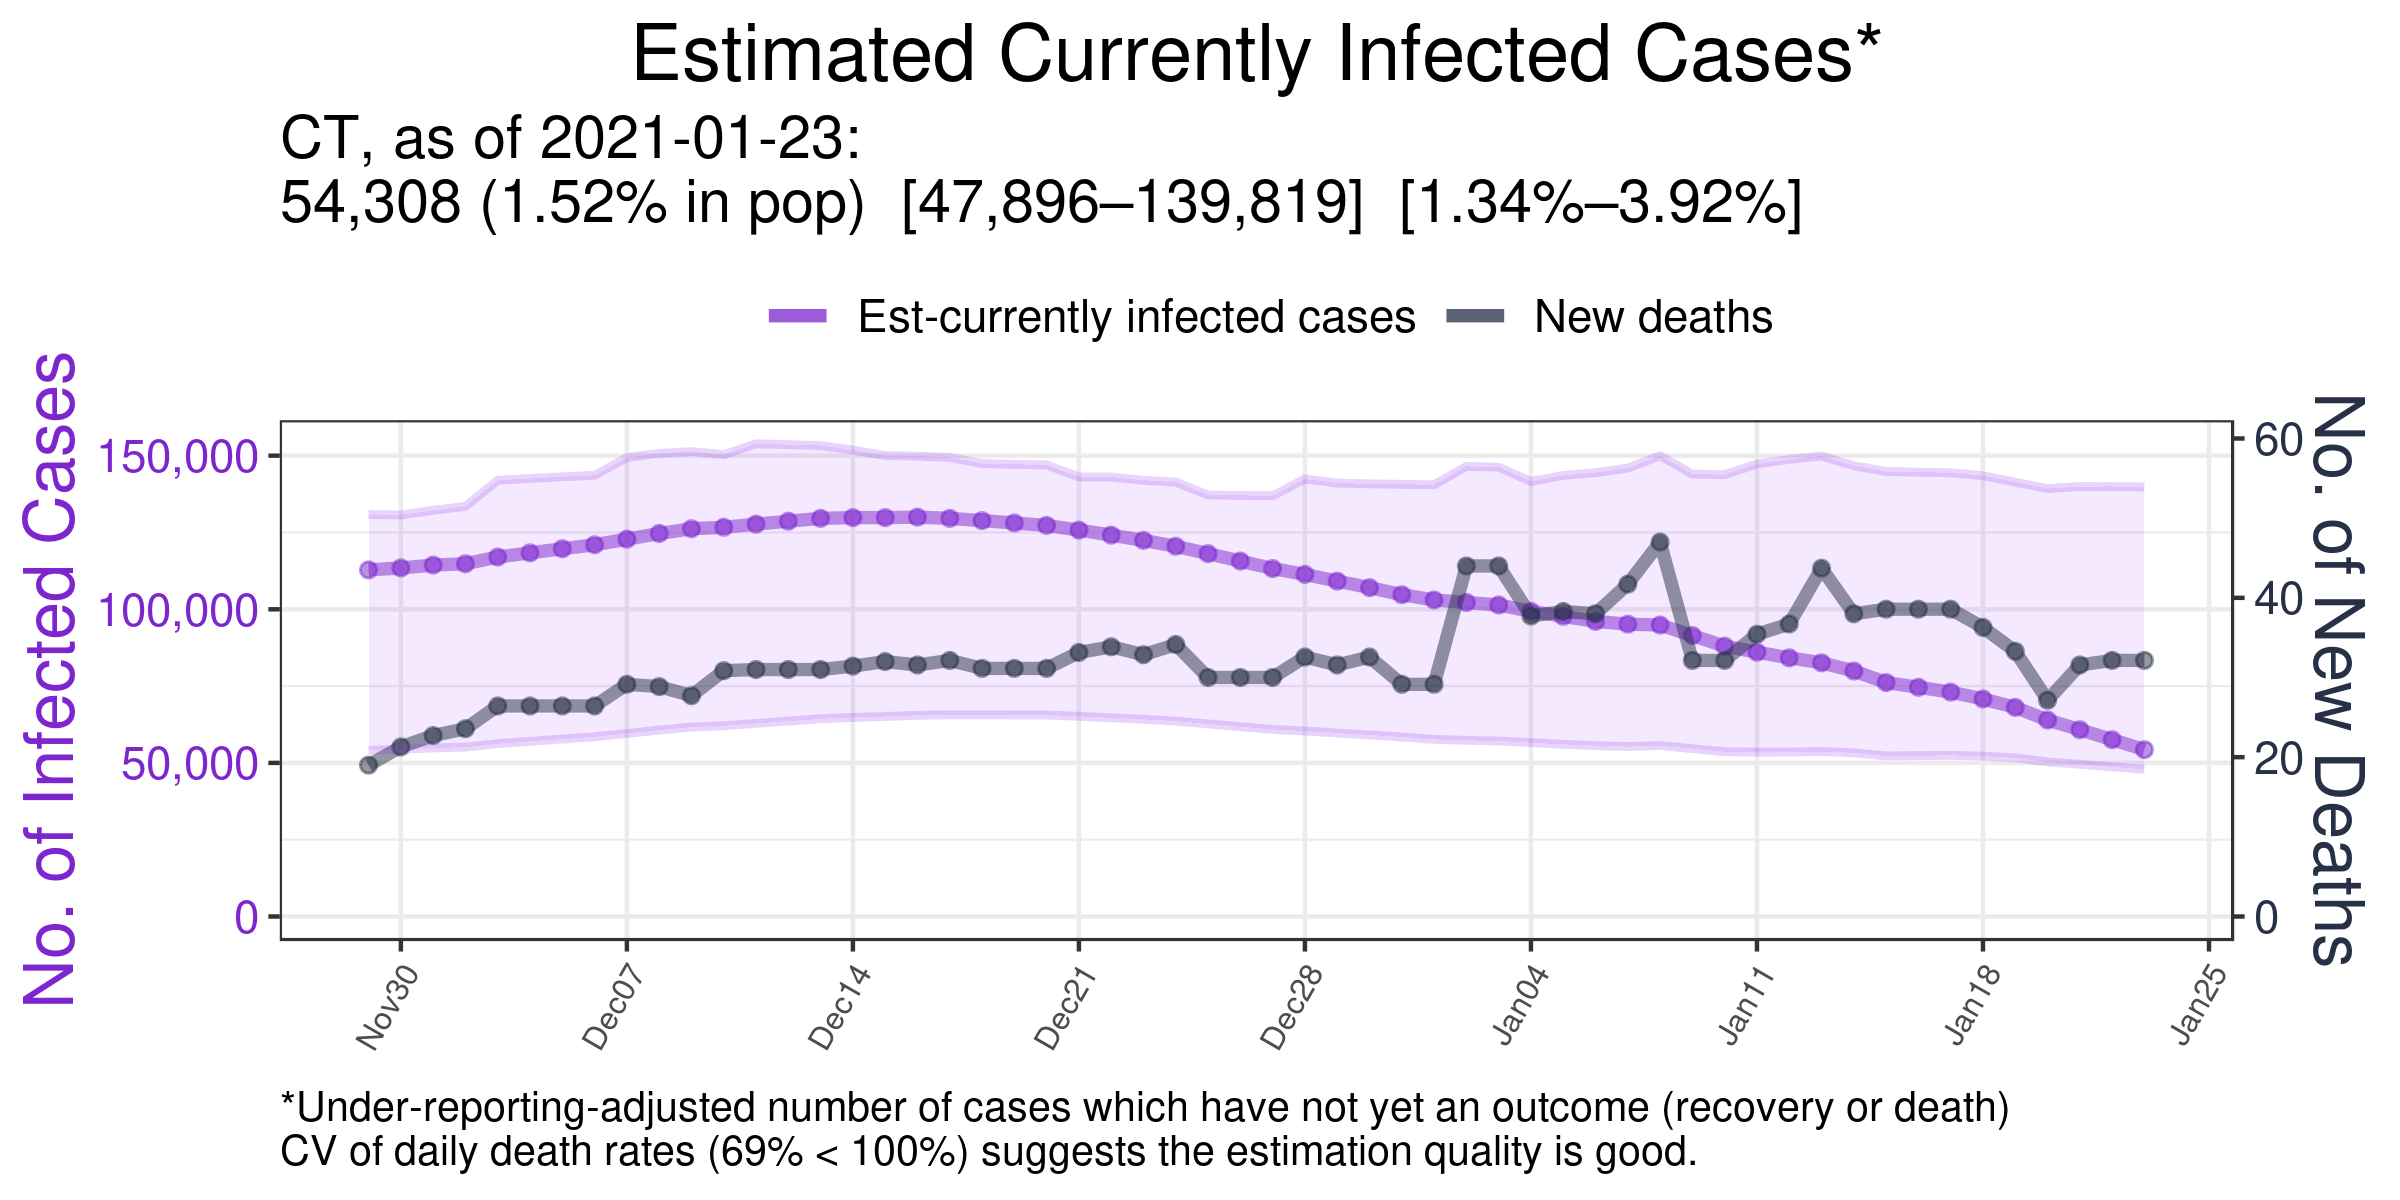 Estimated Currently Infected Cases*
CT, as of 2021-01-23:
54,308 (1.52% in pop)  [47,896–139,819]  [1.34%–3.92%]
Est-currently infected cases
New deaths
No. of Infected Cases
150,000
100,000
50,000
0
60
40
20
0
No. of New Deaths
Nov30
Dec07
Dec14
Dec21
Dec28
Jan04
Jan11
Jan18
Jan25
*Under-reporting-adjusted number of cases which have not yet an outcome (recovery or death)
CV of daily death rates (69% < 100%) suggests the estimation quality is good.